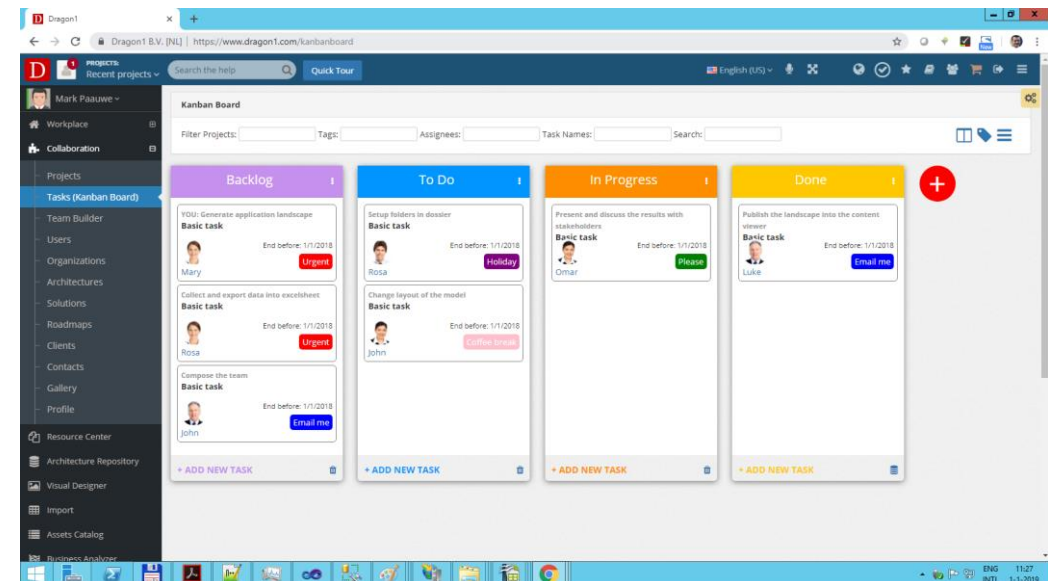 Dragon1
Dragon1 B.V. [NL] | https://www.dragon1.com/kanbanboard
New
D
1
PROJECTS:
Recent projects
Search the help
Quick Tour
English (US)
Mark Paauwe
Workplace
Collaboration
Projects
Tasks (Kanban Board)
Team Builder
Users
Organizations
Architectures
Solutions
Roadmaps
Clients
Contacts
Gallery
Profile
Resource Center
Architecture Repository
Visual Designer
Import
Assets Catalog
Business Analyzer
Kanban Board
Filter Projects: Tags: Assignees: Task Names: Search:
Backlog
YOU: Generate application landscape
Basic task
End before: 1/1/2018
Urgent
Mary
Collect and export data into excelsheet
Basic task
End before: 1/1/2018
Urgent
Rosa
Compose the team
Basic task
End before: 1/1/2018
Email me
John
+ ADD NEW TASK
To Do
Setup folders in dossier
Basic task
End before: 1/1/2018
Holiday
Rosa
Change layout of the model
Basic task
End before: 1/1/2018
Coffee break
John
+ ADD NEW TASK
In Progress
Present and discuss the results with
stakeholders
Basic task
End before: 1/1/2018
Please
Omar
+ ADD NEW TASK
Done
Publish the landscape into the content
viewer
Basic task
End before: 1/1/2018
Email me
Luke
+ ADD NEW TASK
ENG 11:27
INTL 1-1-2019